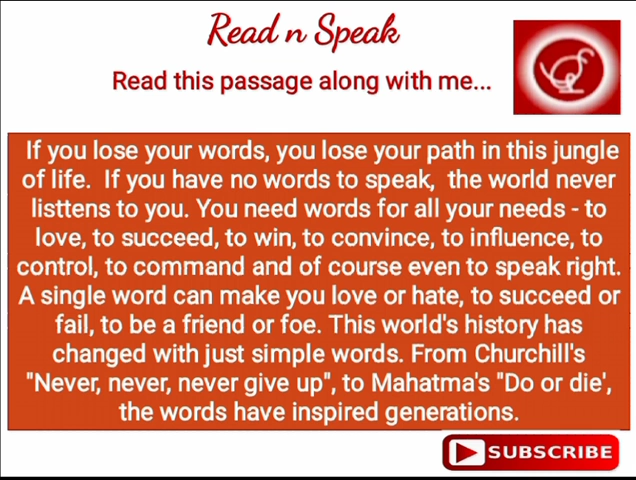 Read n Speak
Read this passage along with me...
If you lose your words, you lose your path in this jungle
of life. If you have no words to speak, the world never
listtens to you. You need words for all your needs - to
love, to succeed, to win, to convince, to influence, to
control, to command and of course even to speak right.
A single word can make you love or hate, to succeed or
fail, to be a friend or foe. This world's history has
changed with just simple words. From Churchill's
"Never, never, never give up", to Mahatma's "Do or die',
the words have inspired generations.
SUBSCRIBE